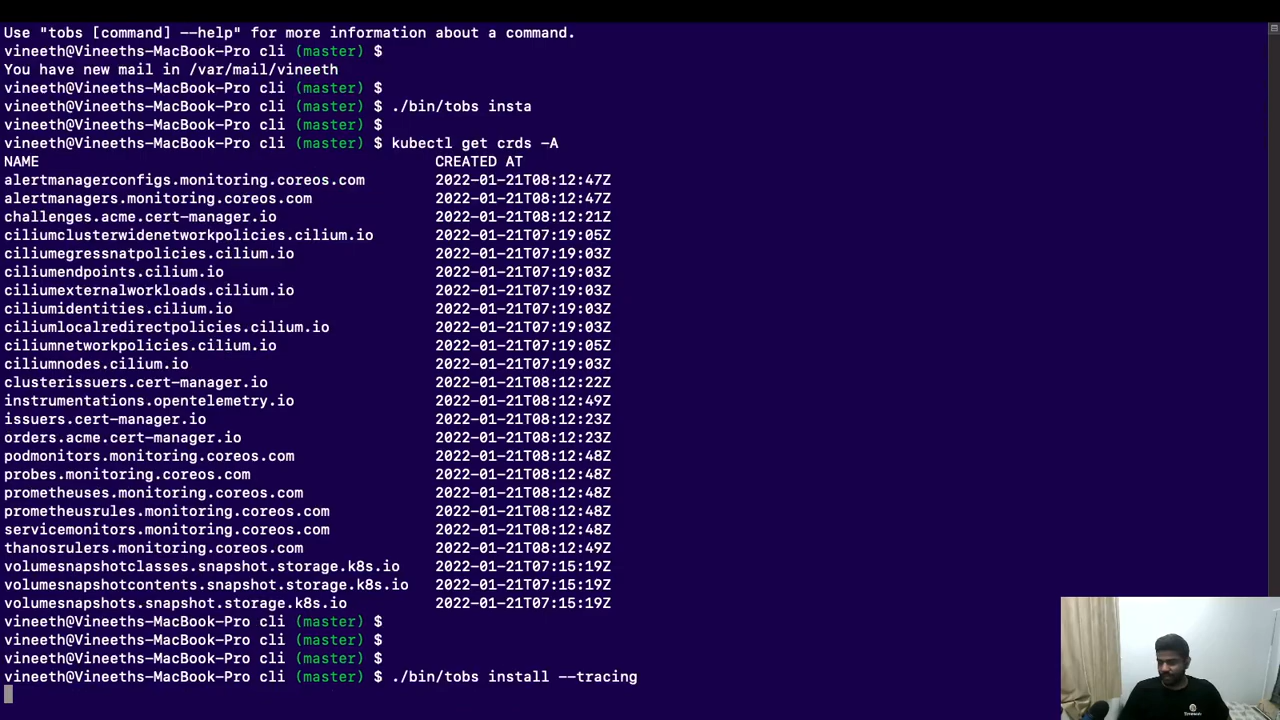 Use "tobs [command] --help" for more information about a command.
vineeth@Vineeths-MacBook-Pro cli (master) $
You have new mail in /var/mail/vineeth
vineeth@Vineeths-MacBook-Pro cli (master) $
vineeth@Vineeths-MacBook-Pro cli (master) $ ./bin/tobs insta
vineeth@Vineeths-MacBook-Pro cli (master) $
vineeth@Vineeths-MacBook-Pro cli (master) $ kubectl get crds -A
NAME CREATED AT
alertmanagerconfigs.monitoring.coreos.com 2022-01-21T08:12:47Z
alertmanagers.monitoring.coreos.com 2022-01-21T08:12:47Z
challenges.acme.cert-manager.io 2022-01-21T08:12:21Z
ciliumclusterwidenetworkpolicies.cilium.io 2022-01-21T07:19:05Z
ciliumegressnatpolicies.cilium.io 2022-01-21T07:19:03Z
ciliumendpoints.cilium.io 2022-01-21T07:19:03Z
ciliumexternalworkloads.cilium.io 2022-01-21T07:19:03Z
ciliumidentities.cilium.io 2022-01-21T07:19:03Z
ciliumlocalredirectpolicies.cilium.io 2022-01-21T07:19:03Z
ciliumnetworkpolicies.cilium.io 2022-01-21T07:19:05Z
ciliumnodes.cilium.io 2022-01-21T07:19:03Z
clusterissuers.cert-manager.io 2022-01-21T08:12:22Z
instrumentations.opentelemetry.io 2022-01-21T08:12:49Z
issuers.cert-manager.io 2022-01-21T08:12:23Z
orders.acme.cert-manager.io 2022-01-21T08:12:23Z
podmonitors.monitoring.coreos.com 2022-01-21T08:12:48Z
probes.monitoring.coreos.com 2022-01-21T08:12:48Z
prometheuses.monitoring.coreos.com 2022-01-21T08:12:48Z
prometheusrules.monitoring.coreos.com 2022-01-21T08:12:48Z
servicemonitors.monitoring.coreos.com 2022-01-21T08:12:48Z
thanosrulers.monitoring.coreos.com 2022-01-21T08:12:49Z
volumesnapshotclasses.snapshot.storage.k8s.io 2022-01-21T07:15:19Z
volumesnapshotcontents.snapshot.storage.k8s.io 2022-01-21T07:15:19Z
volumesnapshots.snapshot.storage.k8s.io 2022-01-21T07:15:19Z
vineeth@Vineeths-MacBook-Pro cli (master) $
vineeth@Vineeths-MacBook-Pro cli (master) $
vineeth@Vineeths-MacBook-Pro cli (master) $
vineeth@Vineeths-MacBook-Pro cli (master) $ ./bin/tobs install --tracing